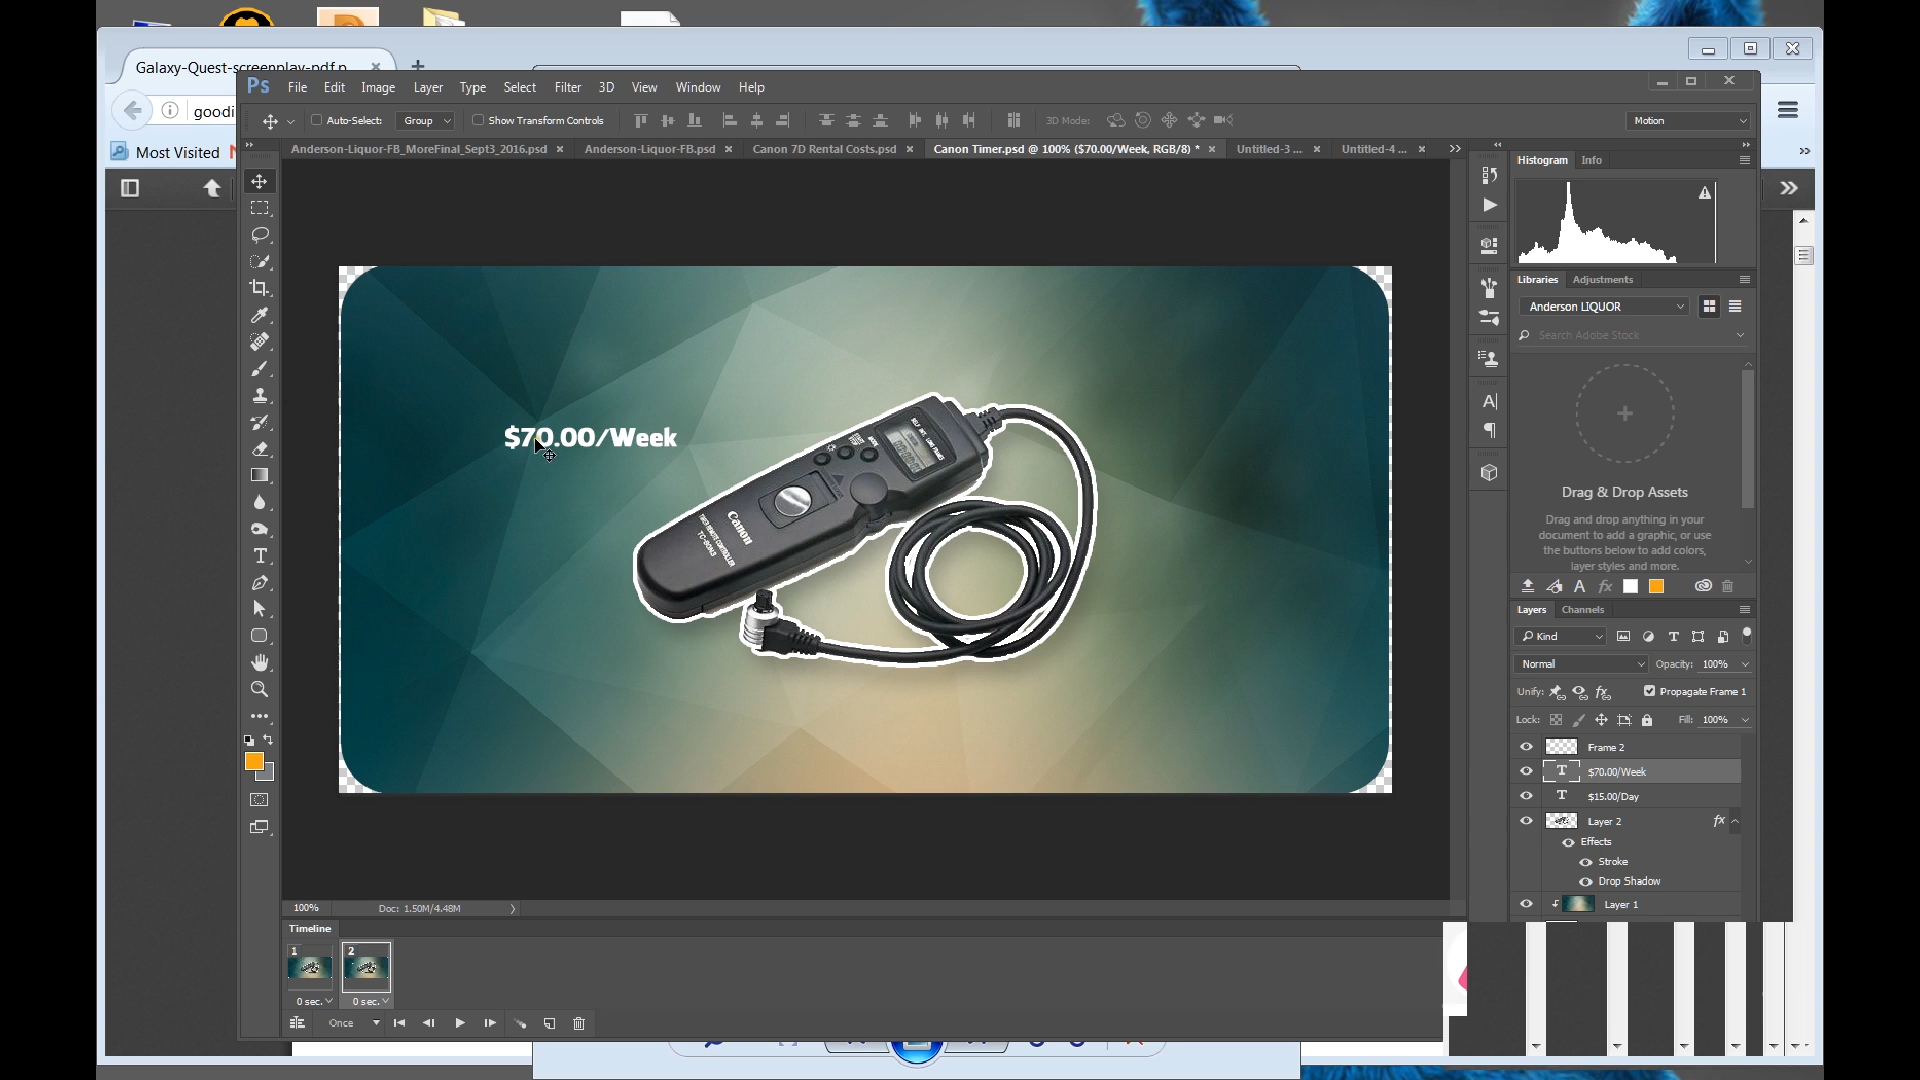 Galaxy-Quest-screenplay-pdf.p
goodi
Most Visited
Ps File Edit Image Layer Type Select Filter 3D View Window Help
Auto-Select: Group Show Transform Controls 3D Mode: Motion
Anderson-Liquor-FB_MoreFinal_Sept3_2016.psd Anderson-Liquor-FB.psd Canon 7D Rental Costs.psd Canon Timer.psd @ 100% ($70.00/Week, RGB/8) * Untitled-3 ... Untitled-4 ...
Histogram Info
Libraries Adjustments
Anderson LIQUOR
Search Adobe Stock
$70.00/Week
Canon
TIMER REMOTE CONTROLLER
TC-80N3
Drag & Drop Assets
Drag and drop anything in your
document to add a graphic, or use
the buttons below to add colors,
layer styles and more.
Layers Channels
Kind
Normal Opacity: 100%
Unify: Propagate Frame 1
Lock: Fill: 100%
Frame 2
$70.00/Week
$15.00/Day
Layer 2 fx
Effects
Stroke
Drop Shadow
Layer 1
100% Doc: 1.50M/4.48M
Timeline
1 2
0 sec. 0 sec.
Once